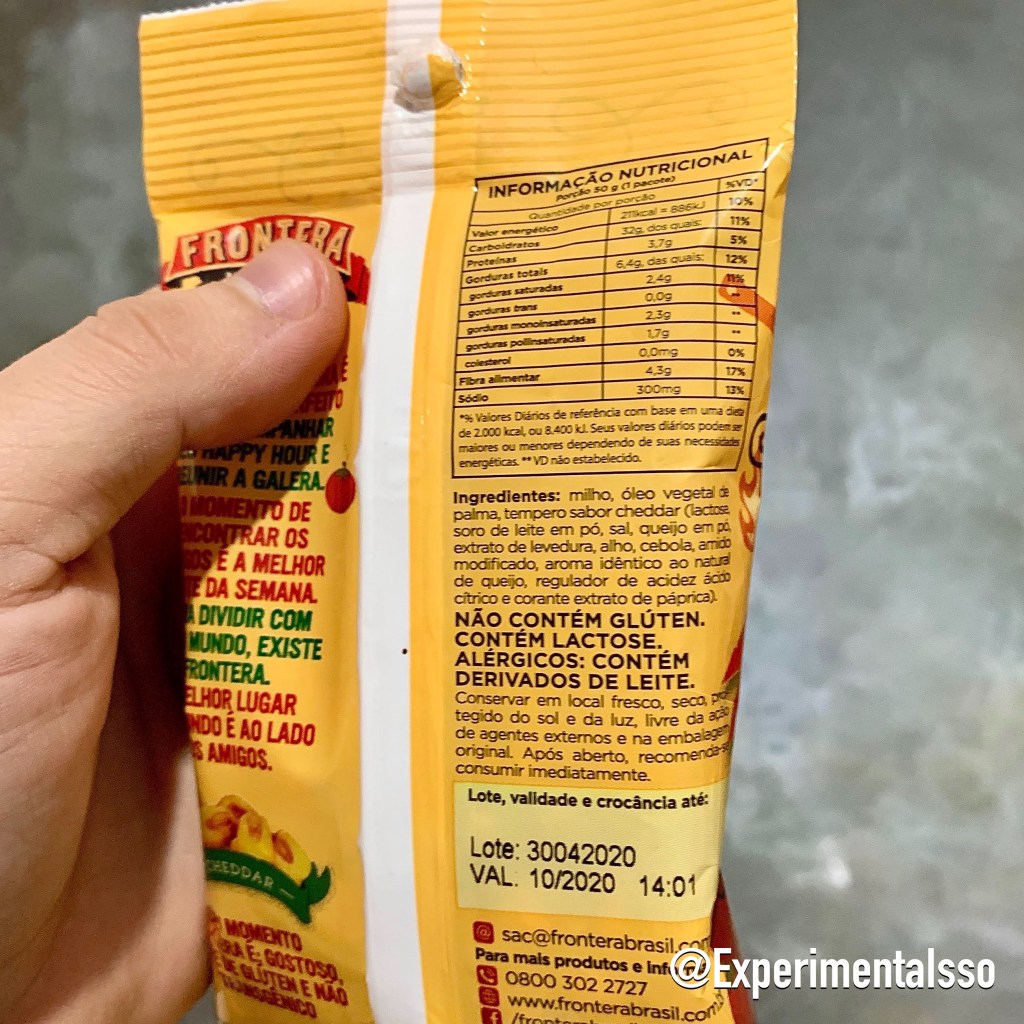 FRONTERA
HAPPY HOUR E
A GALERA.
MOMENTO DE
OS
É A MELHOR
DA SEMANA.
DIVIDIR COM
MUNDO, EXISTE
FRONTERA.
LUGAR
É AO LADO
AMIGOS.
CHEDDAR
MOMENTO
É: GOSTOSO,
DE GLÚTEN E NÃO
TRANSGÊNICO
INFORMAÇÃO NUTRICIONAL
Porção 50 g (1 pacote)
Quantidade por porção %VD*
Valor energético 211kcal = 886kJ 10%
Carboidratos 32g, dos quais: 11%
Proteínas 3,7g 5%
Gorduras totais 6,4g, das quais: 12%
gorduras saturadas 2,4g 11%
gorduras trans 0,0g **
gorduras monoinsaturadas 2,3g **
gorduras poliinsaturadas 1,7g
colesterol 0,0mg 0%
Fibra alimentar 4,3g 17%
Sódio 300mg 13%
*% Valores Diários de referência com base em uma dieta
de 2.000 kcal, ou 8.400 kJ. Seus valores diários podem ser
maiores ou menores dependendo de suas necessidades
energéticas. ** VD não estabelecido.
Ingredientes: milho, óleo vegetal de
palma, tempero sabor cheddar (lactose,
soro de leite em pó, sal, queijo em pó,
extrato de levedura, alho, cebola, amido
modificado, aroma idêntico ao natural
de queijo, regulador de acidez ácido
cítrico e corante extrato de páprica).
NÃO CONTÉM GLÚTEN.
CONTÉM LACTOSE.
ALÉRGICOS: CONTÉM
DERIVADOS DE LEITE.
Conservar em local fresco, seco, pro-
tegido do sol e da luz, livre da ação
de agentes externos e na embalagem
original. Após aberto, recomenda-se
consumir imediatamente.
Lote, validade e crocância até:
Lote: 30042020
VAL. 10/2020 14:01
sac@fronterabrasil.com
Para mais produtos e
0800 302 2727
www.fronterabrasil.com.b
@Experimentalsso